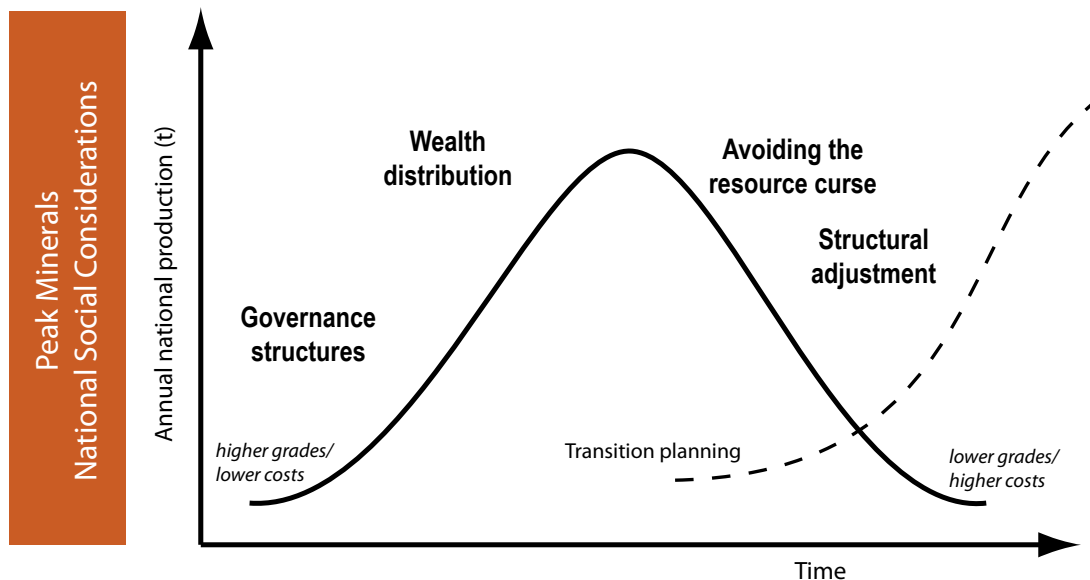 Peak Minerals
National Social Considerations
Annual national production (t)
Wealth
distribution
Avoiding the
resource curse
Structural
adjustment
Governance
structures
higher grades/
lower costs
Transition planning
lower grades/
higher costs
Time